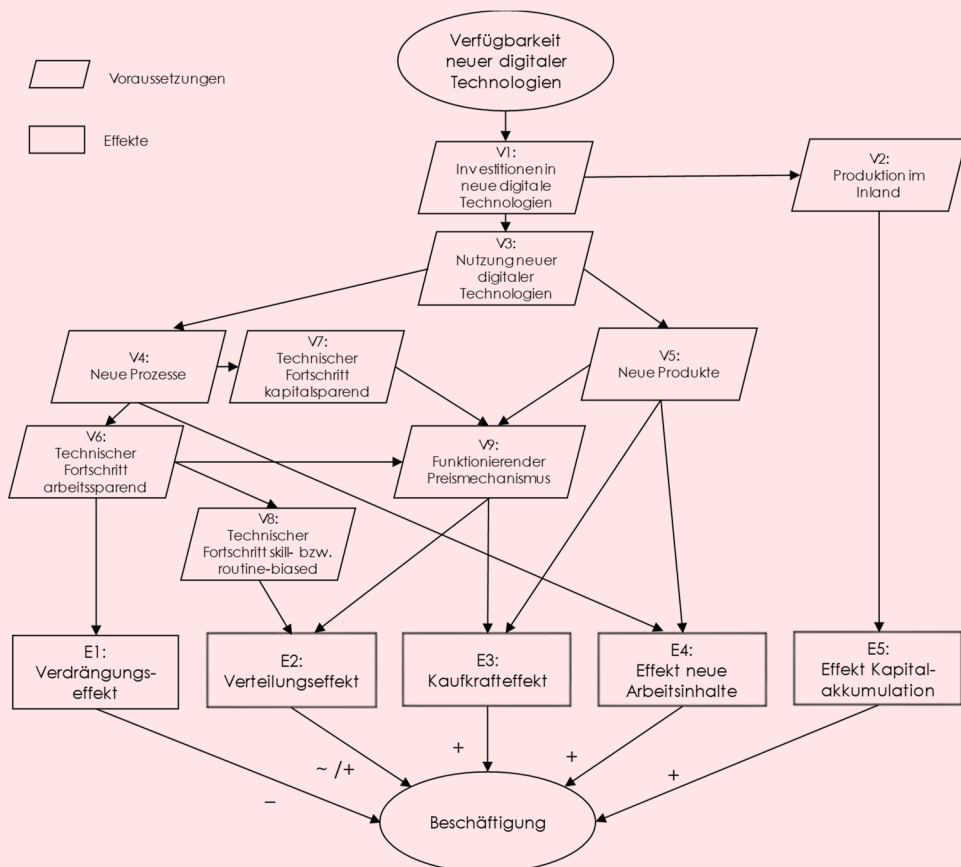 Verfügbarkeit
neuer digitaler
Technologien
Voraussetzungen
Effekte
V1:
Investitionen in
neue digitale
Technologien
V2:
Produktion im
Inland
V3:
Nutzung neuer
digitaler
Technologien
V4:
Neue Prozesse
V7:
Technischer
Fortschritt
kapitalsparend
V5:
Neue Produkte
V6:
Technischer
Fortschritt
arbeitssparend
V9:
Funktionierender
Preismechanismus
V8:
Technischer
Fortschritt skill- bzw.
routine-biased
E1:
Verdrängungs-
effekt
E2:
Verteilungseffekt
E3:
Kaufkrafteffekt
E4:
Effekt neue
Arbeitsinhalte
E5:
Effekt Kapital-
akkumulation
–
~ /+
+
+
+
Beschäftigung